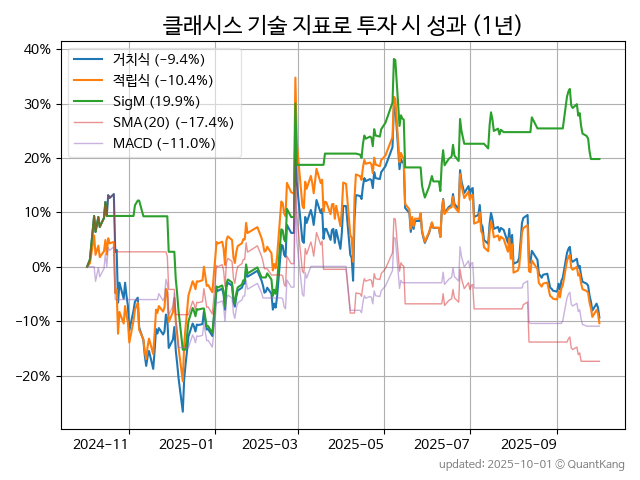 클래시스 기술 지표로 투자 시 성과 (1년)
40%
30%
20%
10%
0%
−10%
−20%
거치식 (−9.4%)
적립식 (−10.4%)
SigM (19.9%)
SMA(20) (−17.4%)
MACD (−11.0%)
2024-11 2025-01 2025-03 2025-05 2025-07 2025-09
updated: 2025-10-01 © QuantKang